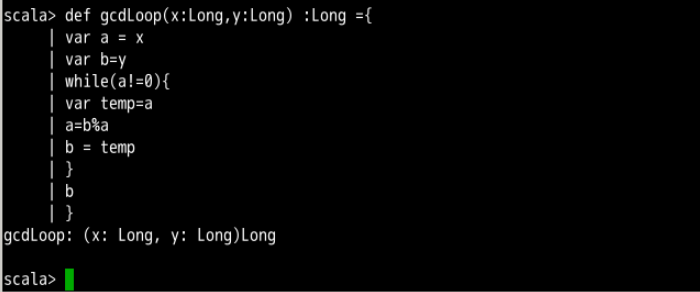 scala> def gcdLoop(x:Long,y:Long) :Long ={
     | var a = x
     | var b=y
     | while(a!=0){
     | var temp=a
     | a=b%a
     | b = temp
     | }
     | b
     | }
gcdLoop: (x: Long, y: Long)Long

scala>